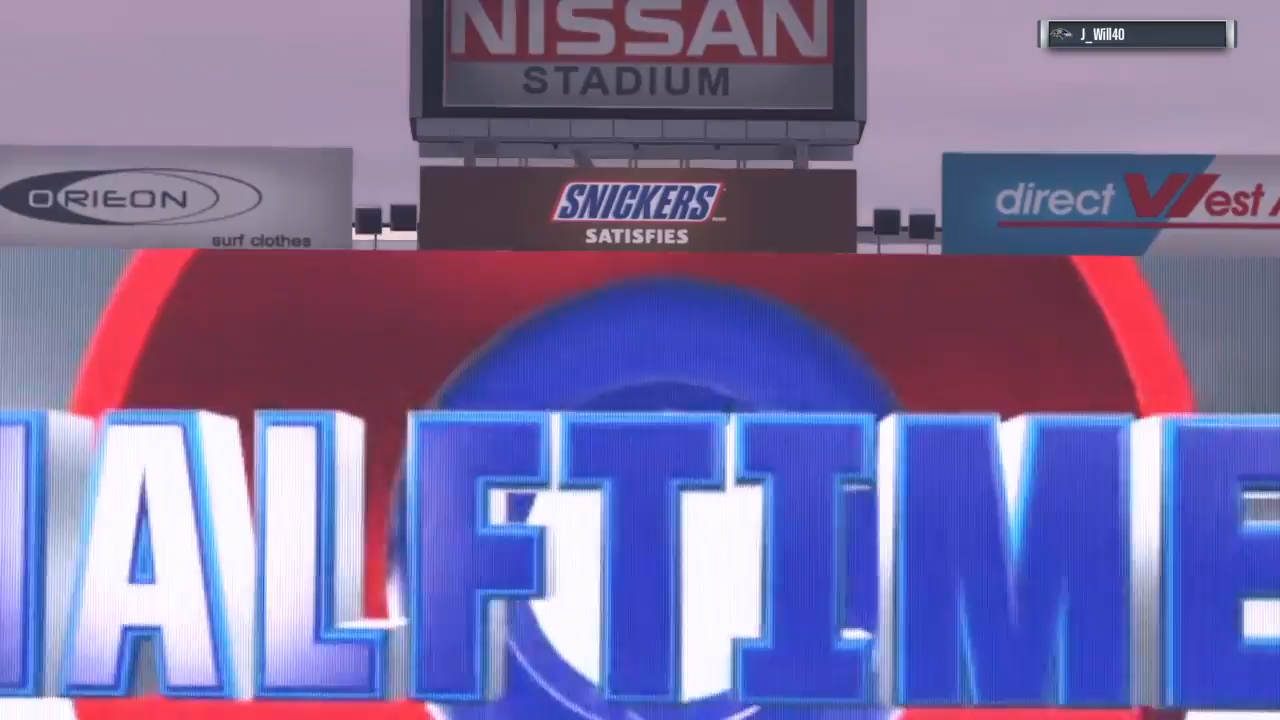 NISSAN
STADIUM
J_Will40
ORIEON
surf clothes
SNICKERS
SATISFIES
direct West
HALFTIME